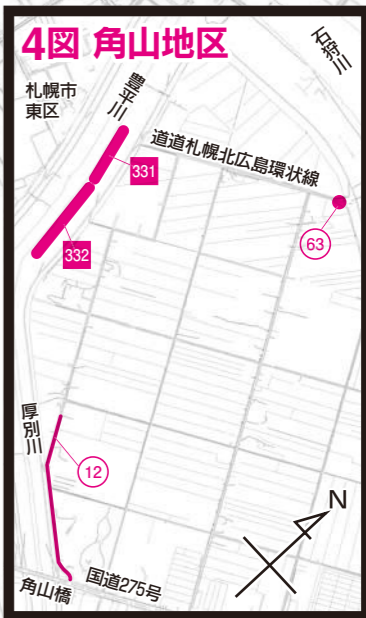 4図 角山地区
石狩川
豊平川
札幌市
東区
道道札幌北広島環状線
331
332
63
厚別川
12
N
国道275号
角山橋